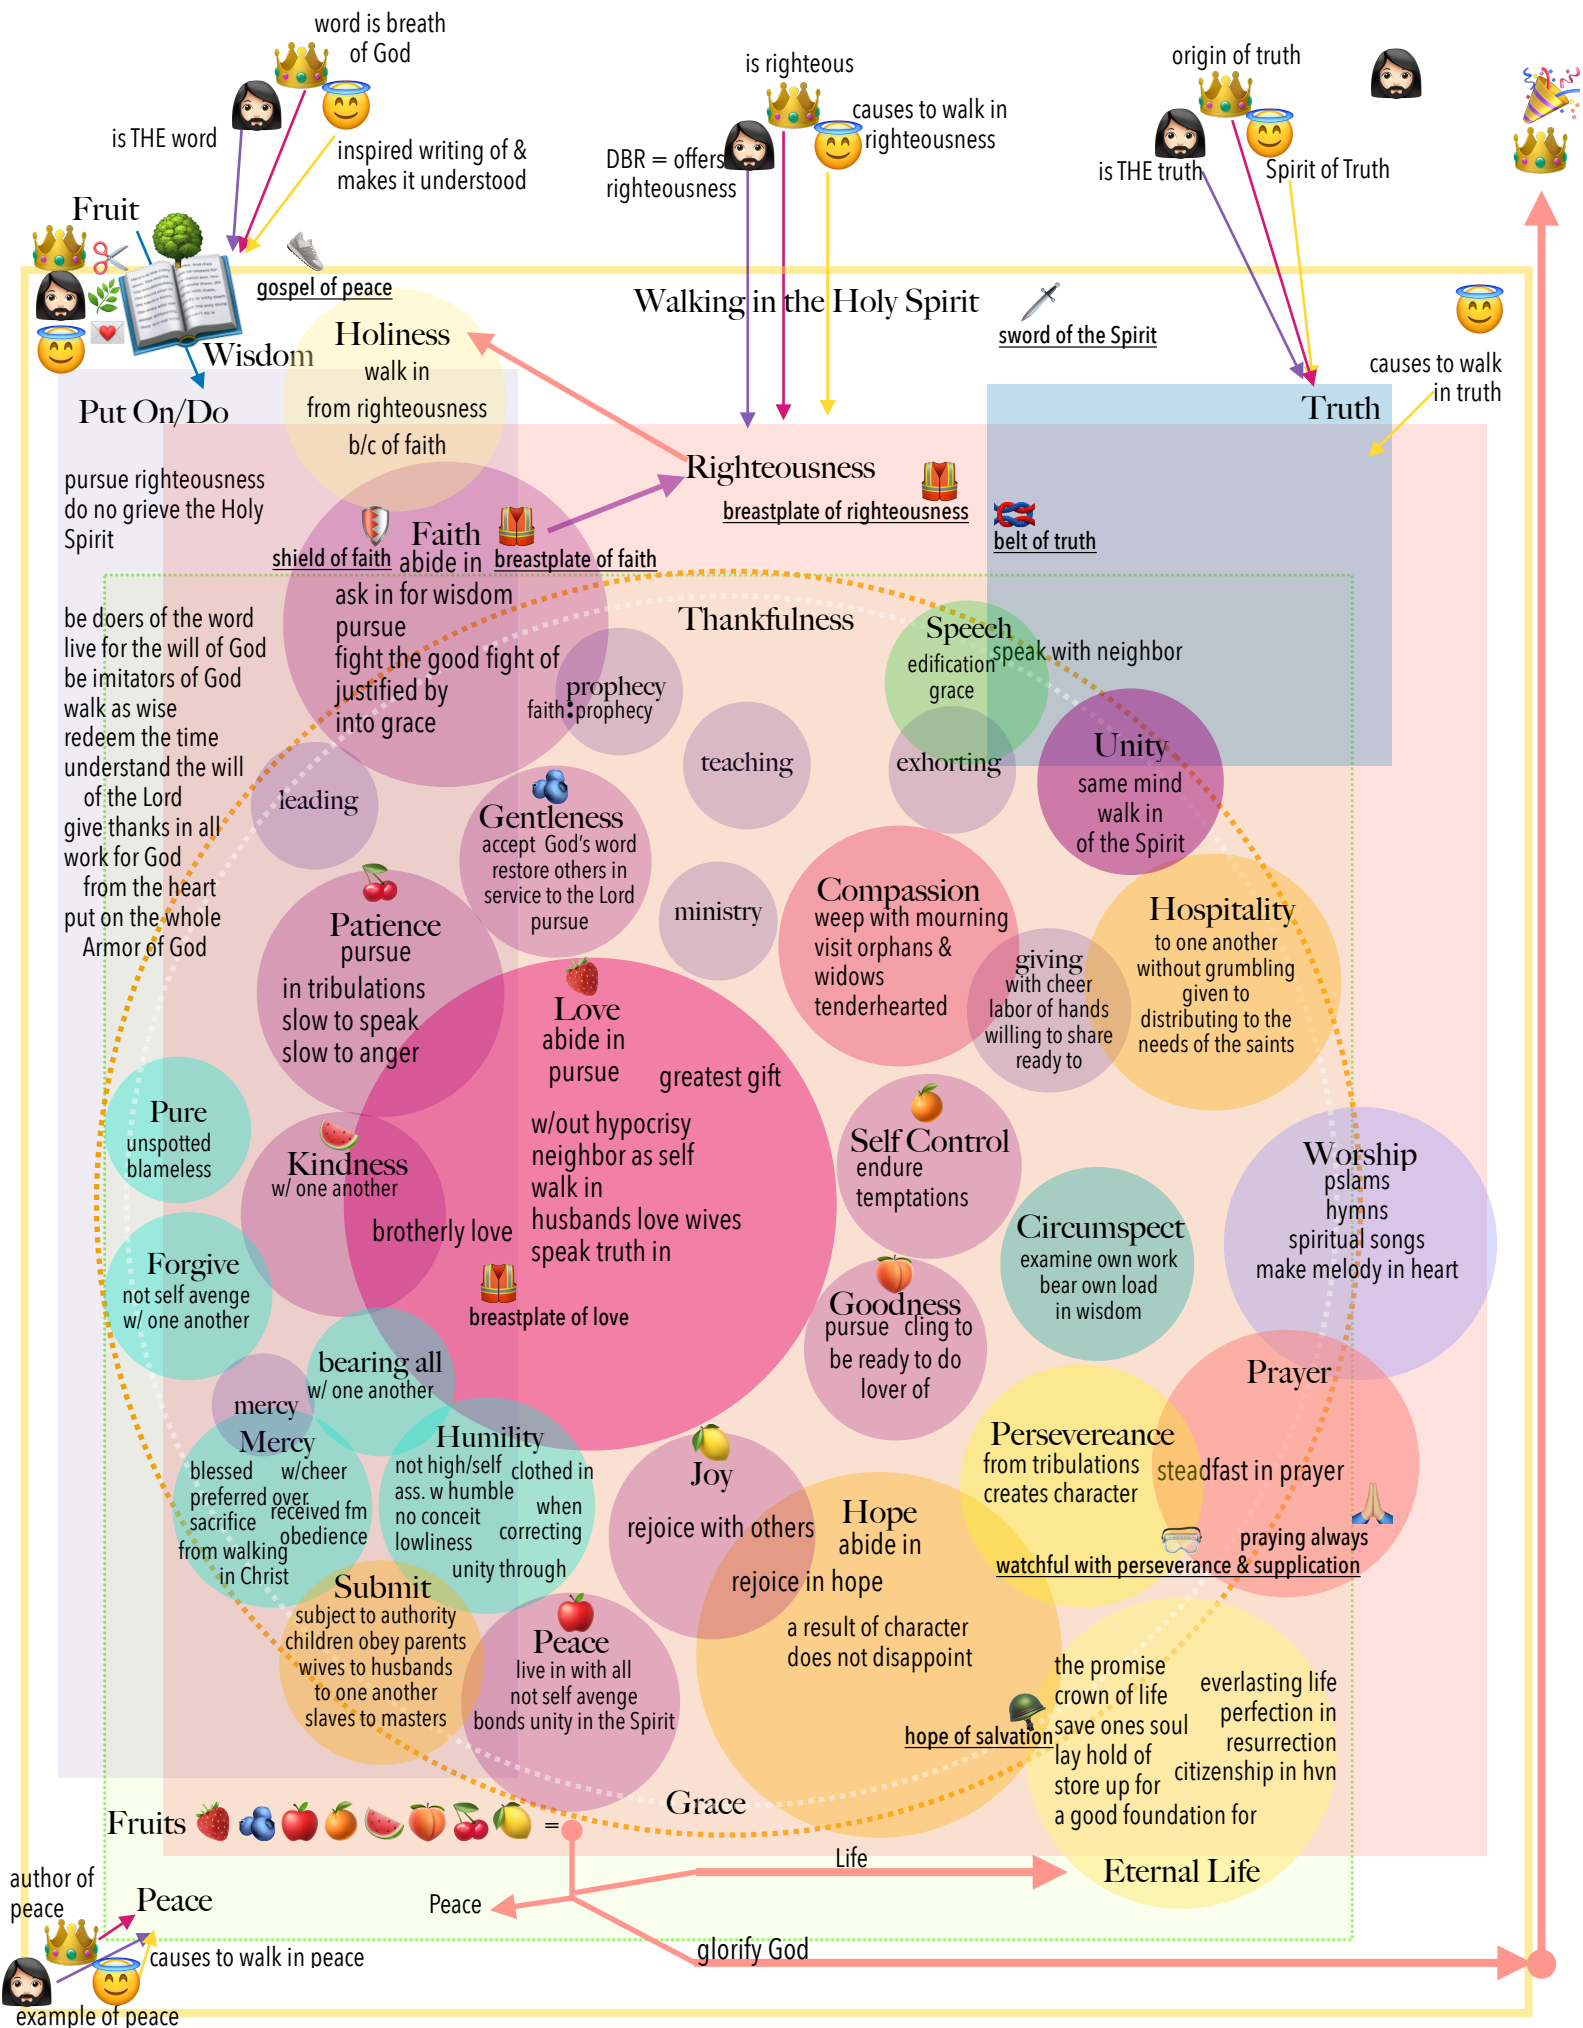 word is breath
of God
is THE word
inspired writing of &
makes it understood
is righteous
causes to walk in
righteousness
DBR = offers
righteousness
origin of truth
is THE truth
Spirit of Truth
Fruit
gospel of peace
Walking in the Holy Spirit
sword of the Spirit
Wisdom
Holiness
walk in
from righteousness
b/c of faith
causes to walk
in truth
Put On/Do
Truth
pursue righteousness
do no grieve the Holy
Spirit
Righteousness
breastplate of righteousness
belt of truth
Faith
shield of faith
breastplate of faith
abide in
ask in for wisdom
pursue
fight the good fight of
justified by
into grace
be doers of the word
live for the will of God
be imitators of God
walk as wise
redeem the time
understand the will
of the Lord
give thanks in all
work for God
from the heart
put on the whole
Armor of God
Thankfulness
Speech
edification
grace
speak with neighbor
prophecy
faith:prophecy
teaching
exhorting
Unity
same mind
walk in
of the Spirit
leading
Gentleness
accept God's word
restore others in
service to the Lord
pursue
ministry
Compassion
weep with mourning
visit orphans &
widows
tenderhearted
Hospitality
to one another
without grumbling
given to
distributing to the
needs of the saints
giving
with cheer
labor of hands
willing to share
ready to
Patience
pursue
in tribulations
slow to speak
slow to anger
Love
abide in
pursue
greatest gift
w/out hypocrisy
neighbor as self
walk in
husbands love wives
speak truth in
brotherly love
breastplate of love
Pure
unspotted
blameless
Kindness
w/ one another
Self Control
endure
temptations
Worship
pslams
hymns
spiritual songs
make melody in heart
Circumspect
examine own work
bear own load
in wisdom
Forgive
not self avenge
w/ one another
Goodness
pursue cling to
be ready to do
lover of
bearing all
w/ one another
mercy
Mercy
blessed
w/cheer
preferred over
sacrifice
received fm
obedience
from walking
in Christ
Humility
not high/self
ass. w humble
no conceit
lowliness
clothed in
when
correcting
unity through
Joy
rejoice with others
Hope
abide in
rejoice in hope
a result of character
does not disappoint
Persevereance
from tribulations
creates character
Prayer
steadfast in prayer
praying always
watchful with perseverance & supplication
Submit
subject to authority
children obey parents
wives to husbands
to one another
slaves to masters
Peace
live in with all
not self avenge
bonds unity in the Spirit
hope of salvation
the promise
crown of life
save ones soul
lay hold of
store up for
a good foundation for
everlasting life
perfection in
resurrection
citizenship in hvn
Eternal Life
Grace
Fruits
=
Life
Peace
glorify God
author of
peace
Peace
causes to walk in peace
example of peace